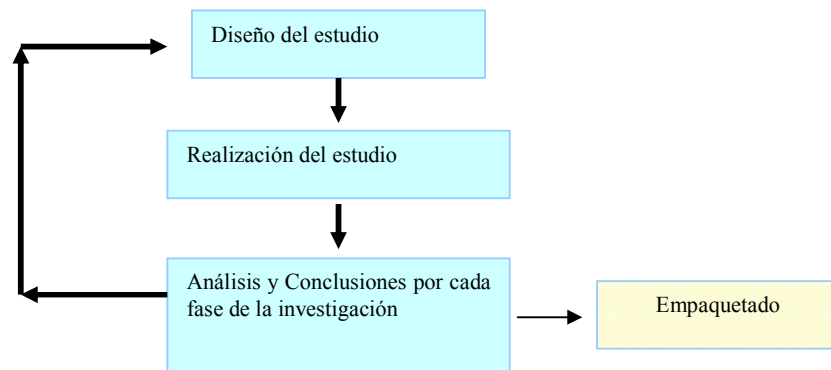 Diseño del estudio
Realización del estudio
Análisis y Conclusiones por cada
fase de la investigación
Empaquetado